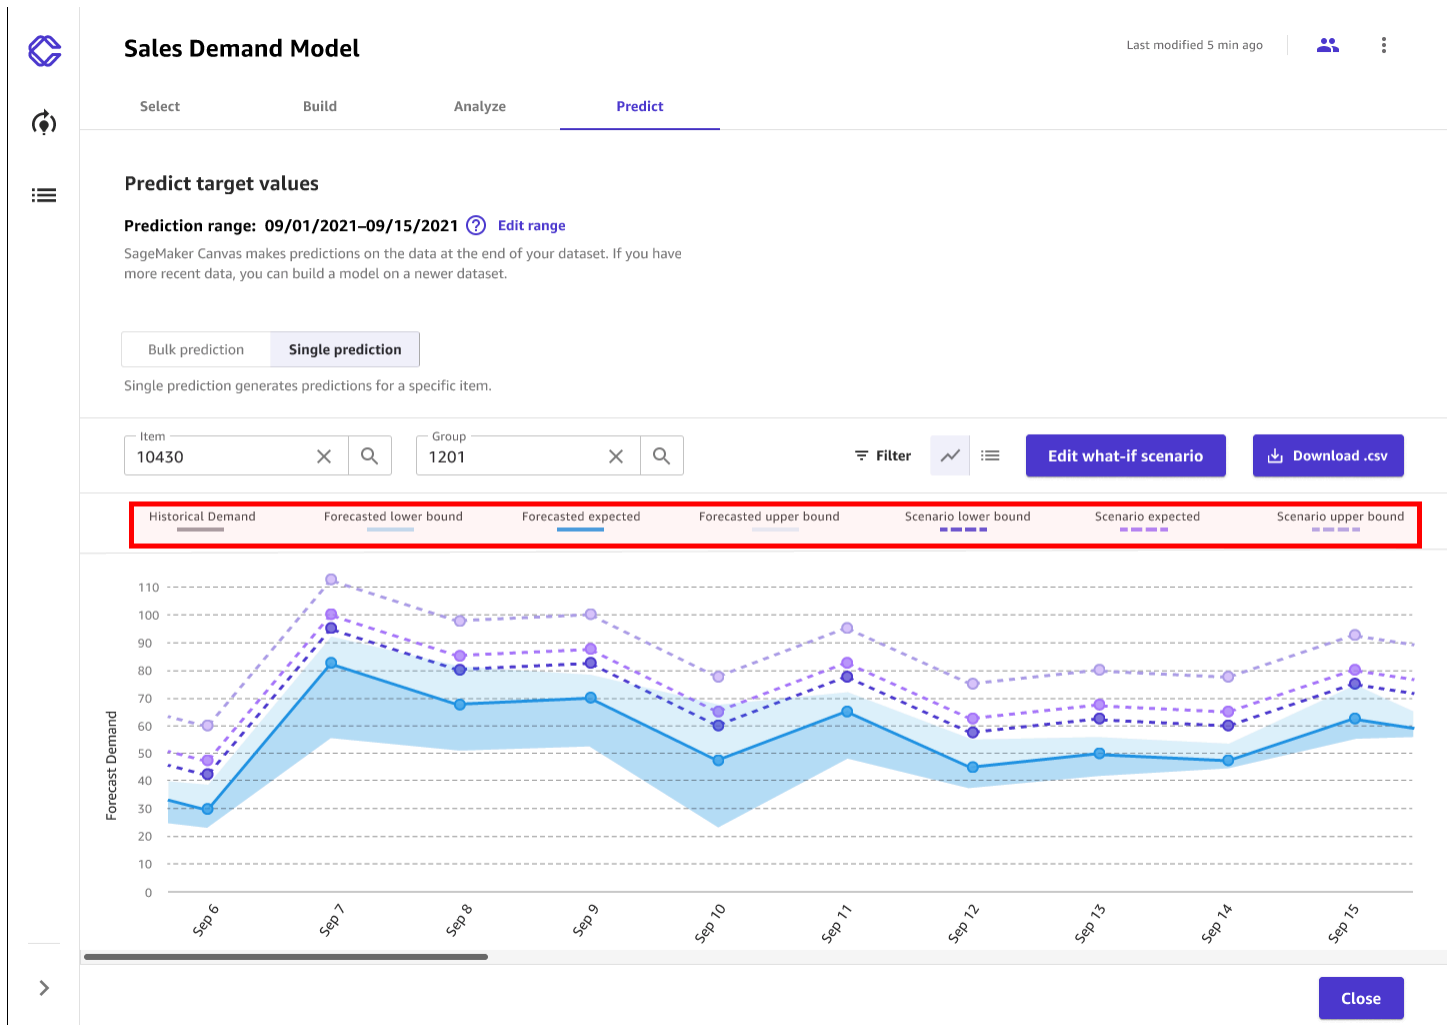 Sales Demand Model
Last modified 5 min ago
Select
Build
Analyze
Predict
Predict target values
Prediction range: 09/01/2021–09/15/2021 ? Edit range
SageMaker Canvas makes predictions on the data at the end of your dataset. If you have
more recent data, you can build a model on a newer dataset.
Bulk prediction
Single prediction
Single prediction generates predictions for a specific item.
Item
10430
Group
1201
Filter
Edit what-if scenario
Download .csv
Historical Demand
Forecasted lower bound
Forecasted expected
Forecasted upper bound
Scenario lower bound
Scenario expected
Scenario upper bound
Forecast Demand
110
100
90
80
70
60
50
40
30
20
10
0
Sep 6
Sep 7
Sep 8
Sep 9
Sep 10
Sep 11
Sep 12
Sep 13
Sep 14
Sep 15
Close